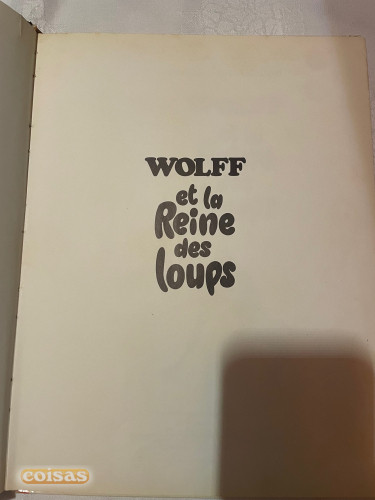 WOLFF
et la
Reine
des
loups
coisas